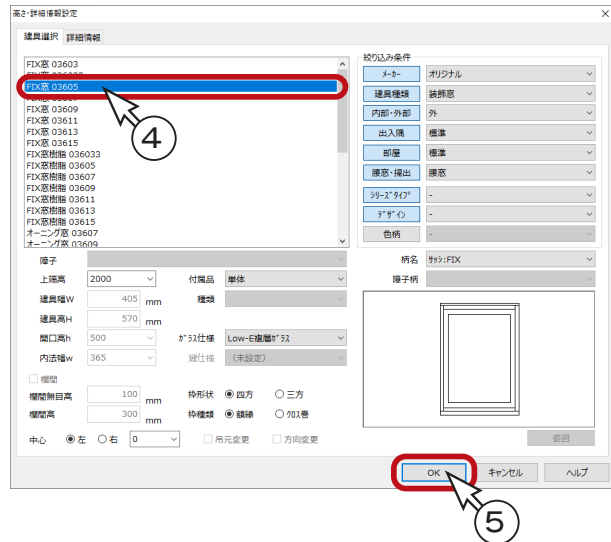 高さ・詳細情報設定
建具選択 詳細情報
FIX窓 03603
FIX窓 03605
FIX窓 03609
FIX窓 03611
FIX窓 03613
FIX窓 03615
FIX窓樹脂 036033
FIX窓樹脂 03605
FIX窓樹脂 03607
FIX窓樹脂 03609
FIX窓樹脂 03611
FIX窓樹脂 03613
FIX窓樹脂 03615
オーニング窓 03607
オーニング窓 03609
④
絞り込み条件
メーカー オリジナル
建具種類 装飾窓
内部・外部 外
出入隅 標準
部屋 標準
腰窓・掃出 腰窓
シリーズタイプ -
デザイン -
色柄 -
障子
上端高 2000 付属品 単体
建具幅W 405 mm 種類
建具高H 570 mm
開口高h 500 ガラス仕様 Low-E複層ガラス
内法幅w 365 鍵仕様 (未設定)
欄間
欄間無目高 100 mm 枠形状 四方 三方
欄間高 300 mm 枠種類 額縁 クロス巻
中心 左 右 0 吊元変更 方向変更
柄名 サッシ:FIX
障子柄
姿図
OK キャンセル ヘルプ
⑤